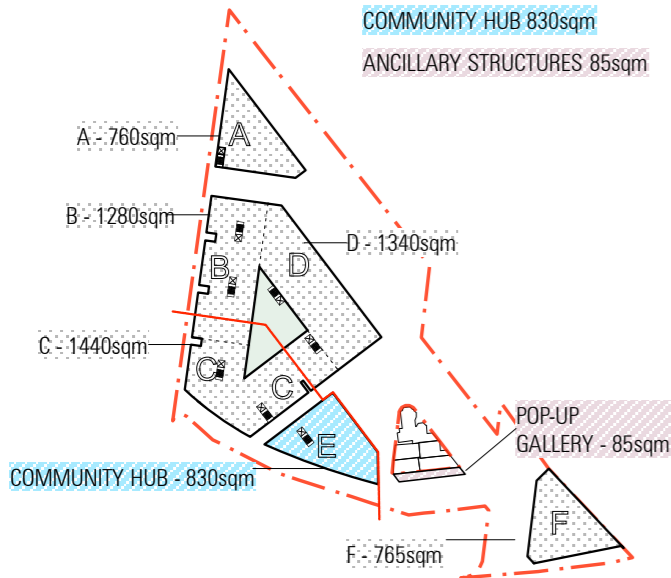 COMMUNITY HUB 830sqm
ANCILLARY STRUCTURES 85sqm
A
A - 760sqm
B - 1280sqm
D - 1340sqm
B
D
C - 1440sqm
C
C
E
POP-UP
GALLERY - 85sqm
COMMUNITY HUB - 830sqm
F
F - 765sqm